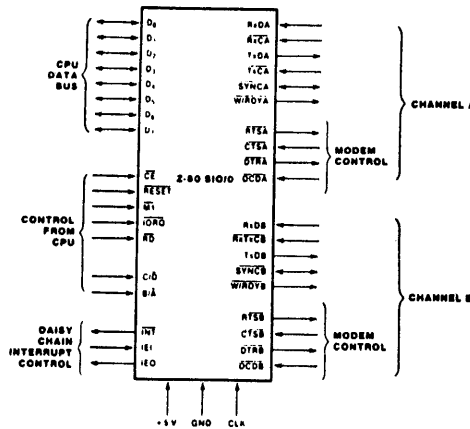 CPU
DATA
BUS
D0
D1
D2
D3
D4
D5
D6
D7
CONTROL
FROM
CPU
CE
RESET
M1
IORQ
RD
C/D
B/A
DAISY
CHAIN
INTERRUPT
CONTROL
INT
IEI
IEO
Z-80 SIO/0
RxDA
RxCA
TxDA
TxCA
SYNCA
W/RDYA
RTSA
CTSA
DTRA
DCDA
MODEM
CONTROL
CHANNEL A
RxDB
RxTxCB
TxDB
SYNCB
W/RDYB
RTSB
CTSB
DTRB
DCDB
MODEM
CONTROL
CHANNEL B
+5V GND CLK